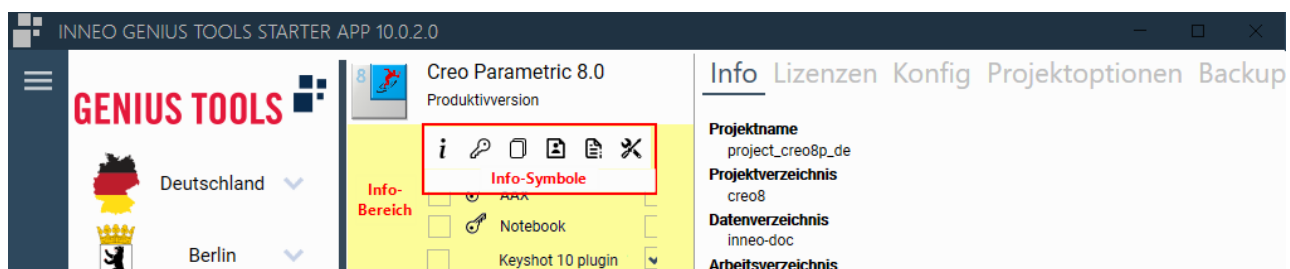 INNEO GENIUS TOOLS STARTER APP 10.0.2.0
GENIUS TOOLS
Deutschland
Berlin
8
Creo Parametric 8.0
Produktivversion
Info-Symbole
Info-
Bereich
AAX
Notebook
Keyshot 10 plugin
Info Lizenzen Konfig Projektoptionen Backup
Projektname
project_creo8p_de
Projektverzeichnis
creo8
Datenverzeichnis
inneo-doc
Arbeitsverzeichnis